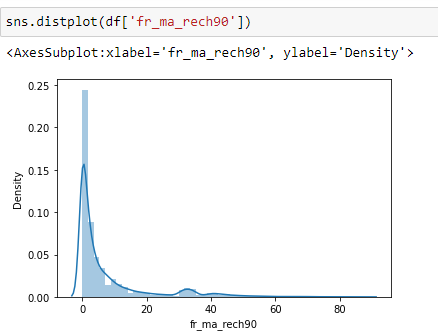 sns.distplot(df['fr_ma_rech90'])
<AxesSubplot:xlabel='fr_ma_rech90', ylabel='Density'>
0.25
0.20
0.15
0.10
0.05
0.00
Density
0 20 40 60 80
fr_ma_rech90